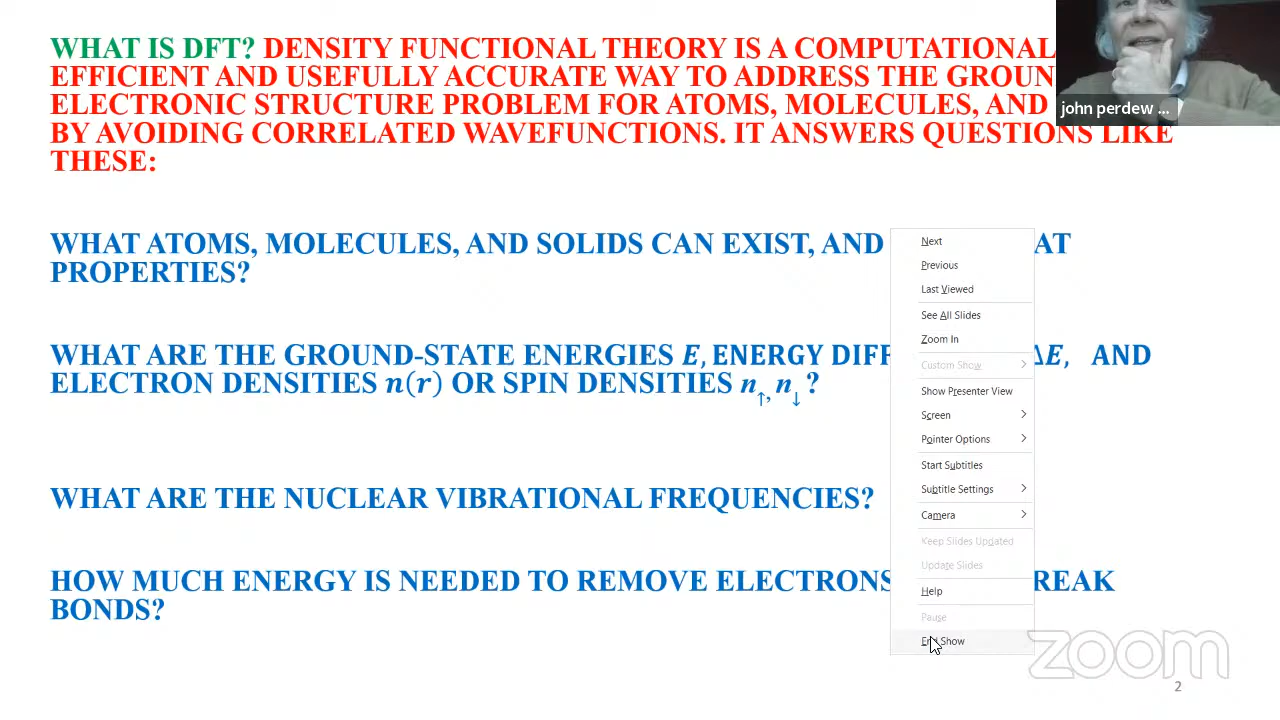 WHAT IS DFT? DENSITY FUNCTIONAL THEORY IS A COMPUTATIONAL
EFFICIENT AND USEFULLY ACCURATE WAY TO ADDRESS THE GROUN
ELECTRONIC STRUCTURE PROBLEM FOR ATOMS, MOLECULES, AND
BY AVOIDING CORRELATED WAVEFUNCTIONS. IT ANSWERS QUESTIONS LIKE
THESE:
john perdew ...
WHAT ATOMS, MOLECULES, AND SOLIDS CAN EXIST, AND AT
PROPERTIES?
WHAT ARE THE GROUND-STATE ENERGIES E, ENERGY DIFF ΔE, AND
ELECTRON DENSITIES n(r) OR SPIN DENSITIES n↑, n↓ ?
WHAT ARE THE NUCLEAR VIBRATIONAL FREQUENCIES?
HOW MUCH ENERGY IS NEEDED TO REMOVE ELECTRONS REAK
BONDS?
Next
Previous
Last Viewed
See All Slides
Zoom In
Custom Show
Show Presenter View
Screen
Pointer Options
Start Subtitles
Subtitle Settings
Camera
Keep Slides Updated
Update Slides
Help
Pause
End Show
zoom
2